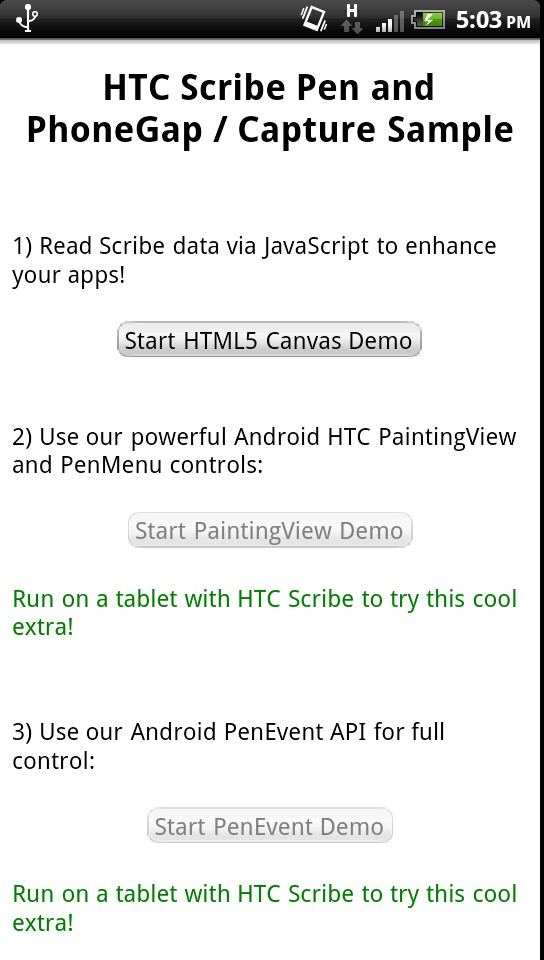 H
5:03 PM
HTC Scribe Pen and
PhoneGap / Capture Sample
1) Read Scribe data via JavaScript to enhance
your apps!
Start HTML5 Canvas Demo
2) Use our powerful Android HTC PaintingView
and PenMenu controls:
Start PaintingView Demo
Run on a tablet with HTC Scribe to try this cool
extra!
3) Use our Android PenEvent API for full
control:
Start PenEvent Demo
Run on a tablet with HTC Scribe to try this cool
extra!